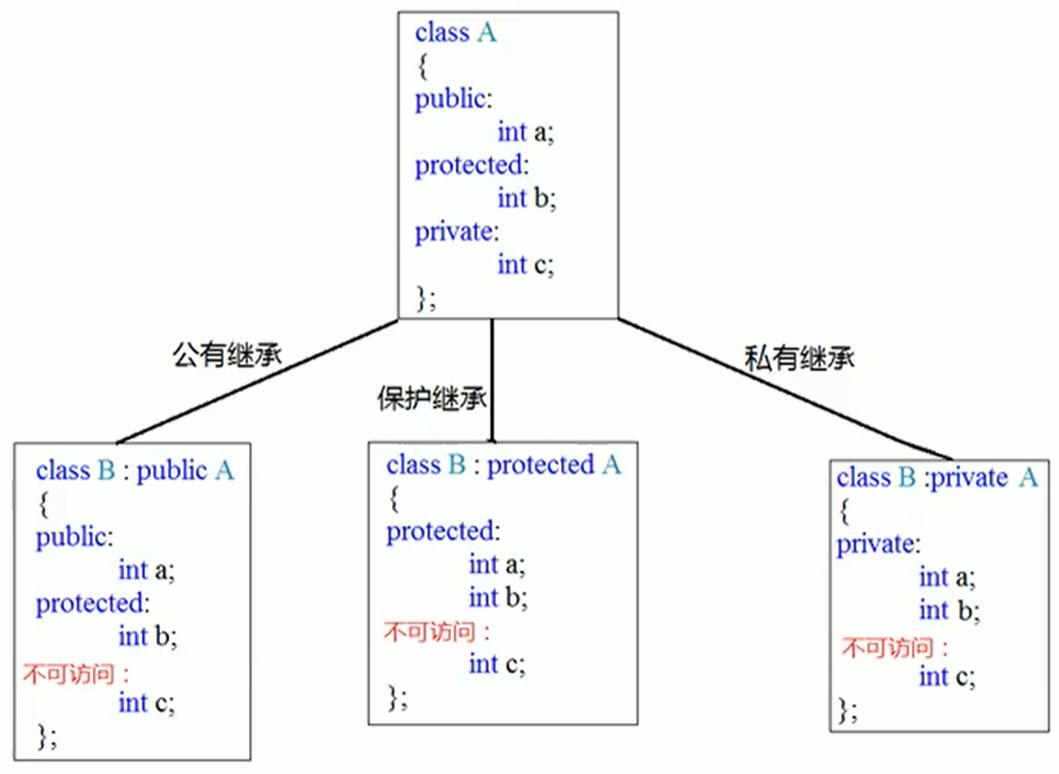 class A
{
public:
int a;
protected:
int b;
private:
int c;
};
公有继承
保护继承
私有继承
class B : public A
{
public:
int a;
protected:
int b;
不可访问：
int c;
};
class B : protected A
{
protected:
int a;
int b;
不可访问：
int c;
};
class B :private A
{
private:
int a;
int b;
不可访问：
int c;
};